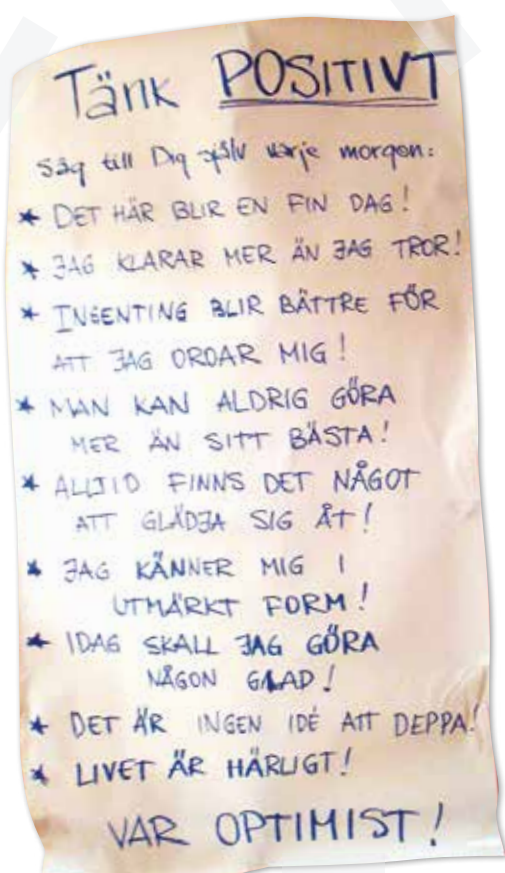 Tänk POSITIVT
Säg till Dig själv varje morgon:
* DET HÄR BLIR EN FIN DAG!
* JAG KLARAR MER ÄN JAG TROR!
* INGENTING BLIR BÄTTRE FÖR
ATT JAG OROAR MIG!
* MAN KAN ALDRIG GÖRA
MER ÄN SITT BÄSTA!
* ALLTID FINNS DET NÅGOT
ATT GLÄDJA SIG ÅT!
* JAG KÄNNER MIG I
UTMÄRKT FORM!
* IDAG SKALL JAG GÖRA
NÅGON GLAD!
* DET ÄR INGEN IDÉ ATT DEPPA!
* LIVET ÄR HÄRLIGT!
VAR OPTIMIST!